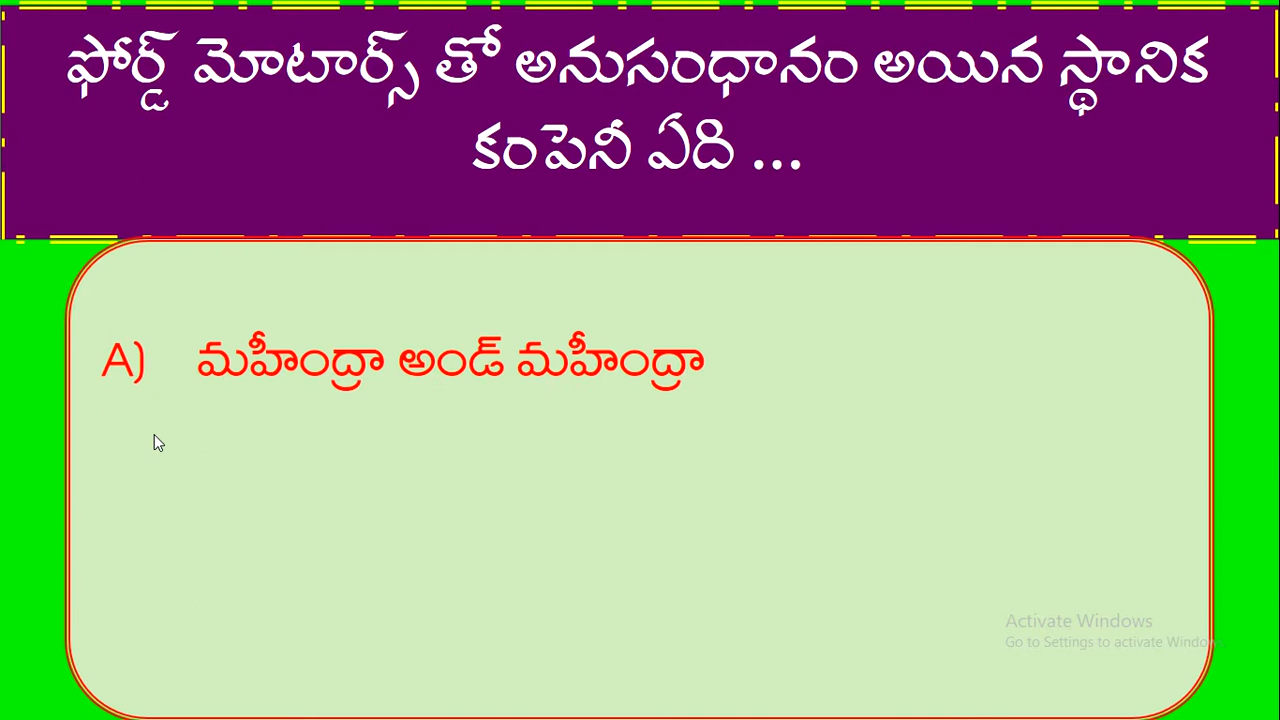 ఫోర్డ్ మోటార్స్ తో అనుసంధానం అయిన స్థానిక
కంపెనీ ఏది ...
A) మహీంద్రా అండ్ మహీంద్రా
Activate Windows
Go to Settings to activate Windows.